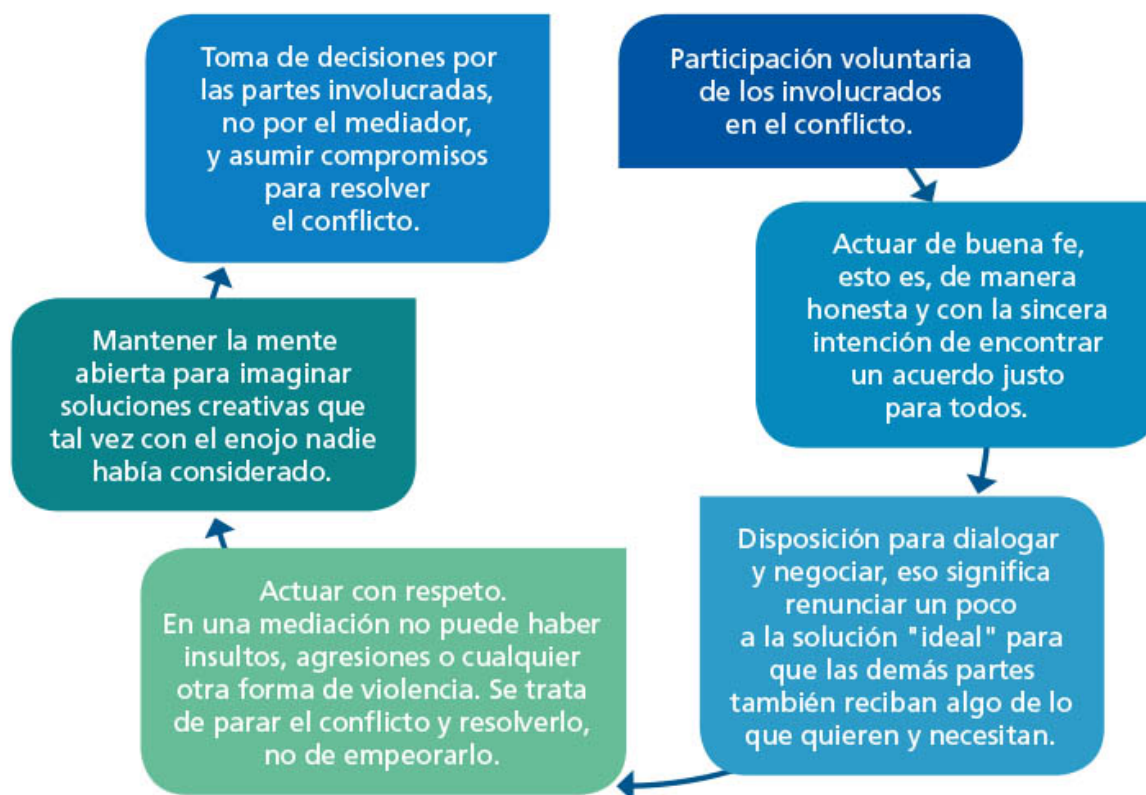 Participación voluntaria
de los involucrados
en el conflicto.
Actuar de buena fe,
esto es, de manera
honesta y con la sincera
intención de encontrar
un acuerdo justo
para todos.
Disposición para dialogar
y negociar, eso significa
renunciar un poco
a la solución "ideal" para
que las demás partes
también reciban algo de lo
que quieren y necesitan.
Actuar con respeto.
En una mediación no puede haber
insultos, agresiones o cualquier
otra forma de violencia. Se trata
de parar el conflicto y resolverlo,
no de empeorarlo.
Mantener la mente
abierta para imaginar
soluciones creativas que
tal vez con el enojo nadie
había considerado.
Toma de decisiones por
las partes involucradas,
no por el mediador,
y asumir compromisos
para resolver
el conflicto.